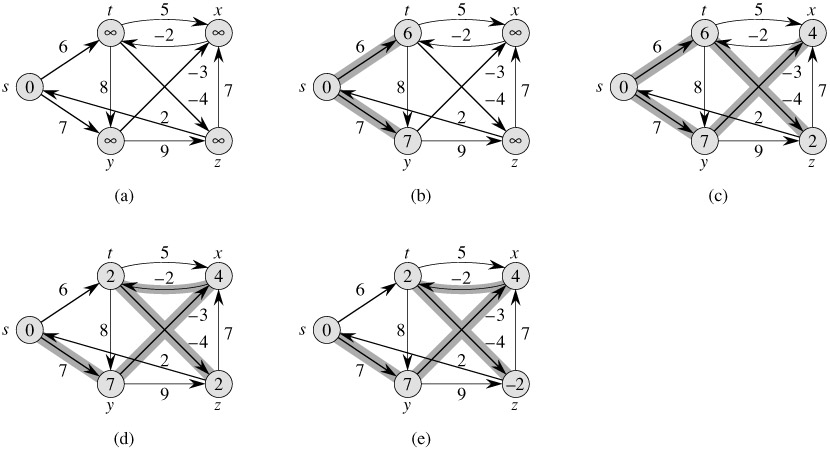 t 5 x t 5 x t 5 x
6 ∞ −2 ∞ 6 6 −2 ∞ 6 6 −2 4
s 0 8 −3 −4 7 s 0 8 −3 −4 7 s 0 8 −3 −4 7
7 2 7 2 7 2
∞ 9 ∞ 7 9 ∞ 7 9 2
y z y z y z
(a) (b) (c)
t 5 x t 5 x
6 2 −2 4 6 2 −2 4
s 0 8 −3 −4 7 s 0 8 −3 −4 7
7 2 7 2
7 9 2 7 9 −2
y z y z
(d) (e)